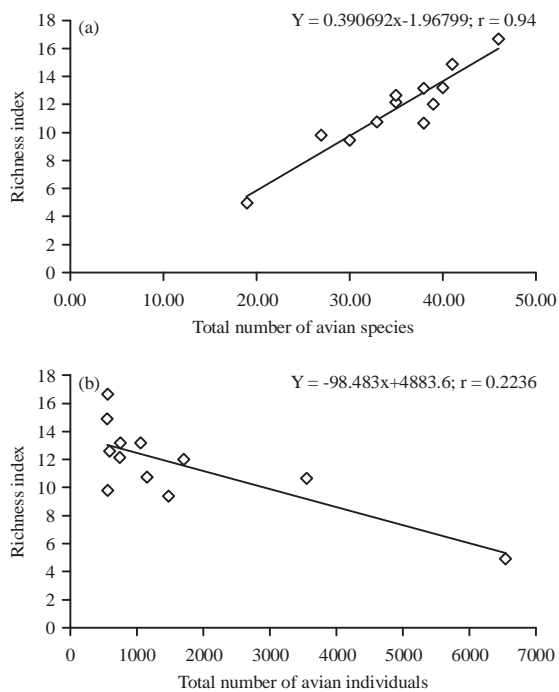 (a)
Y = 0.390692x-1.96799; r = 0.94
18
16
14
12
10
8
6
4
2
0
Richness index
0.00 10.00 20.00 30.00 40.00 50.00
Total number of avian species
(b)
Y = -98.483x+4883.6; r = 0.2236
18
16
14
12
10
8
6
4
2
0
Richness index
0 1000 2000 3000 4000 5000 6000 7000
Total number of avian individuals